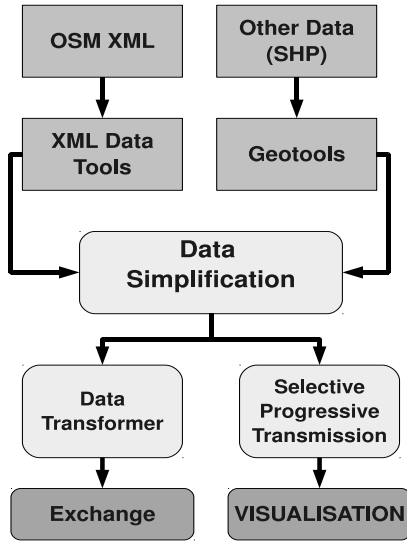 OSM XML
Other Data
(SHP)
XML Data
Tools
Geotools
Data
Simplification
Data
Transformer
Selective
Progressive
Transmission
Exchange
VISUALISATION